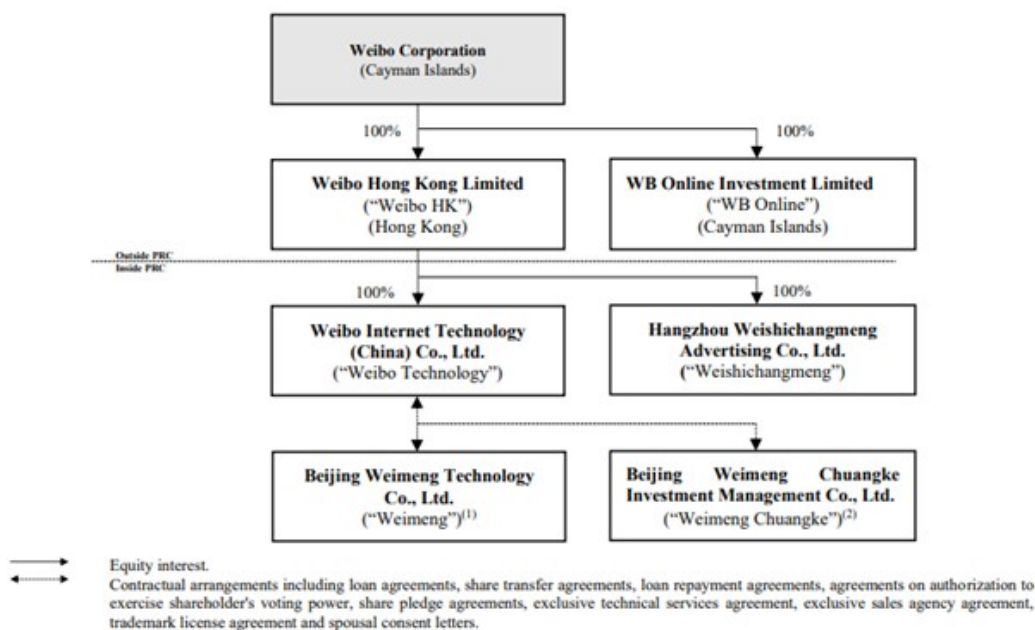 Weibo Corporation
(Cayman Islands)
100%
100%
Weibo Hong Kong Limited
(“Weibo HK”)
(Hong Kong)
WB Online Investment Limited
(“WB Online”)
(Cayman Islands)
Outside PRC
Inside PRC
100%
100%
Weibo Internet Technology
(China) Co., Ltd.
(“Weibo Technology”)
Hangzhou Weishichangmeng
Advertising Co., Ltd.
(“Weishichangmeng”)
Beijing Weimeng Technology
Co., Ltd.
(“Weimeng”)(1)
Beijing Weimeng Chuangke
Investment Management Co., Ltd.
(“Weimeng Chuangke”)(2)
Equity interest.
Contractual arrangements including loan agreements, share transfer agreements, loan repayment agreements, agreements on authorization to
exercise shareholder's voting power, share pledge agreements, exclusive technical services agreement, exclusive sales agency agreement,
trademark license agreement and spousal consent letters.